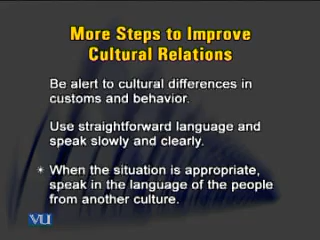 More Steps to Improve
Cultural Relations
Be alert to cultural differences in
customs and behavior.
Use straightforward language and
speak slowly and clearly.
✶ When the situation is appropriate,
speak in the language of the people
from another culture.
VU